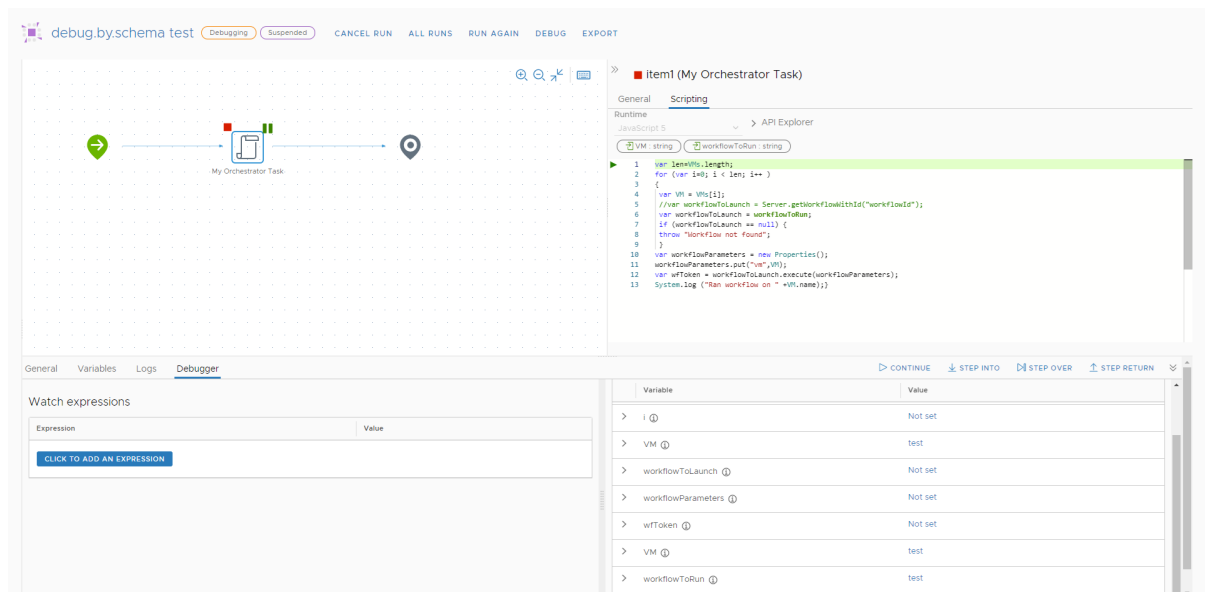 debug.by.schema test Debugging Suspended CANCEL RUN ALL RUNS RUN AGAIN DEBUG EXPORT
My Orchestrator Task
item1 (My Orchestrator Task)
General Scripting
Runtime
JavaScript 5
API Explorer
VM : string workflowToRun : string
1 var len=VMs.length;
2 for (var i=0; i < len; i++ )
3 {
4 var VM = VMs[i];
5 //var workflowToLaunch = Server.getWorkflowWithId("workflowId");
6 var workflowToLaunch = workflowToRun;
7 if (workflowToLaunch == null) {
8 throw "Workflow not found";
9 }
10 var workflowParameters = new Properties();
11 workflowParameters.put("vm",VM);
12 var wfToken = workflowToLaunch.execute(workflowParameters);
13 System.log ("Ran workflow on " +VM.name);}
General Variables Logs Debugger
CONTINUE STEP INTO STEP OVER STEP RETURN
Watch expressions
Expression Value
CLICK TO ADD AN EXPRESSION
Variable Value
i Not set
VM test
workflowToLaunch Not set
workflowParameters Not set
wfToken Not set
VM test
workflowToRun test